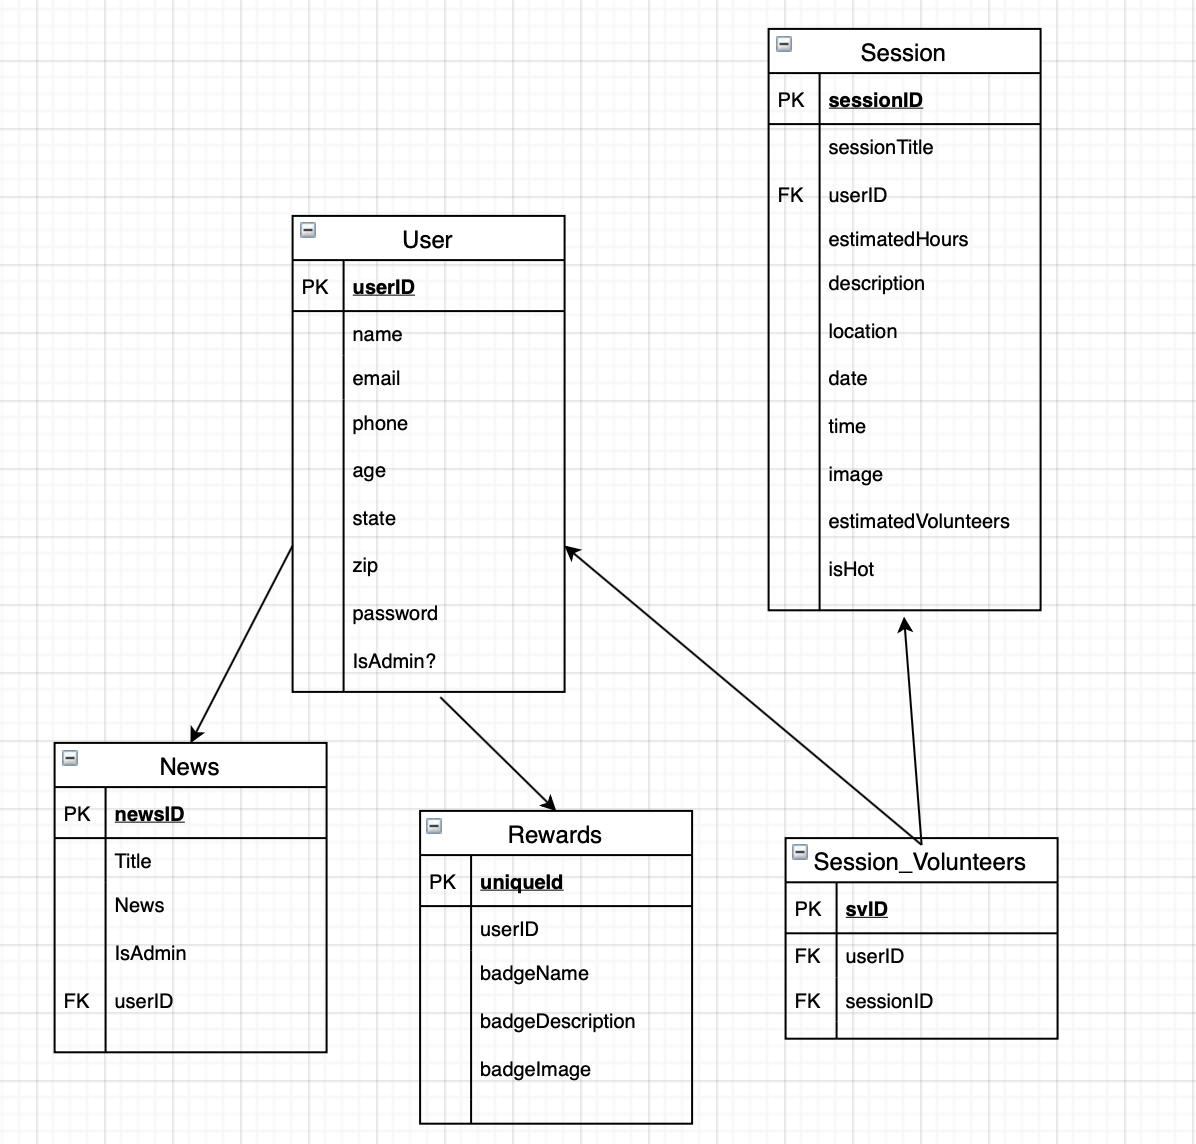 Session
PK sessionID
sessionTitle
FK userID
estimatedHours
description
location
date
time
image
estimatedVolunteers
isHot
User
PK userID
name
email
phone
age
state
zip
password
IsAdmin?
News
PK newsID
Title
News
IsAdmin
FK userID
Rewards
PK uniqueId
userID
badgeName
badgeDescription
badgeImage
Session_Volunteers
PK svID
FK userID
FK sessionID